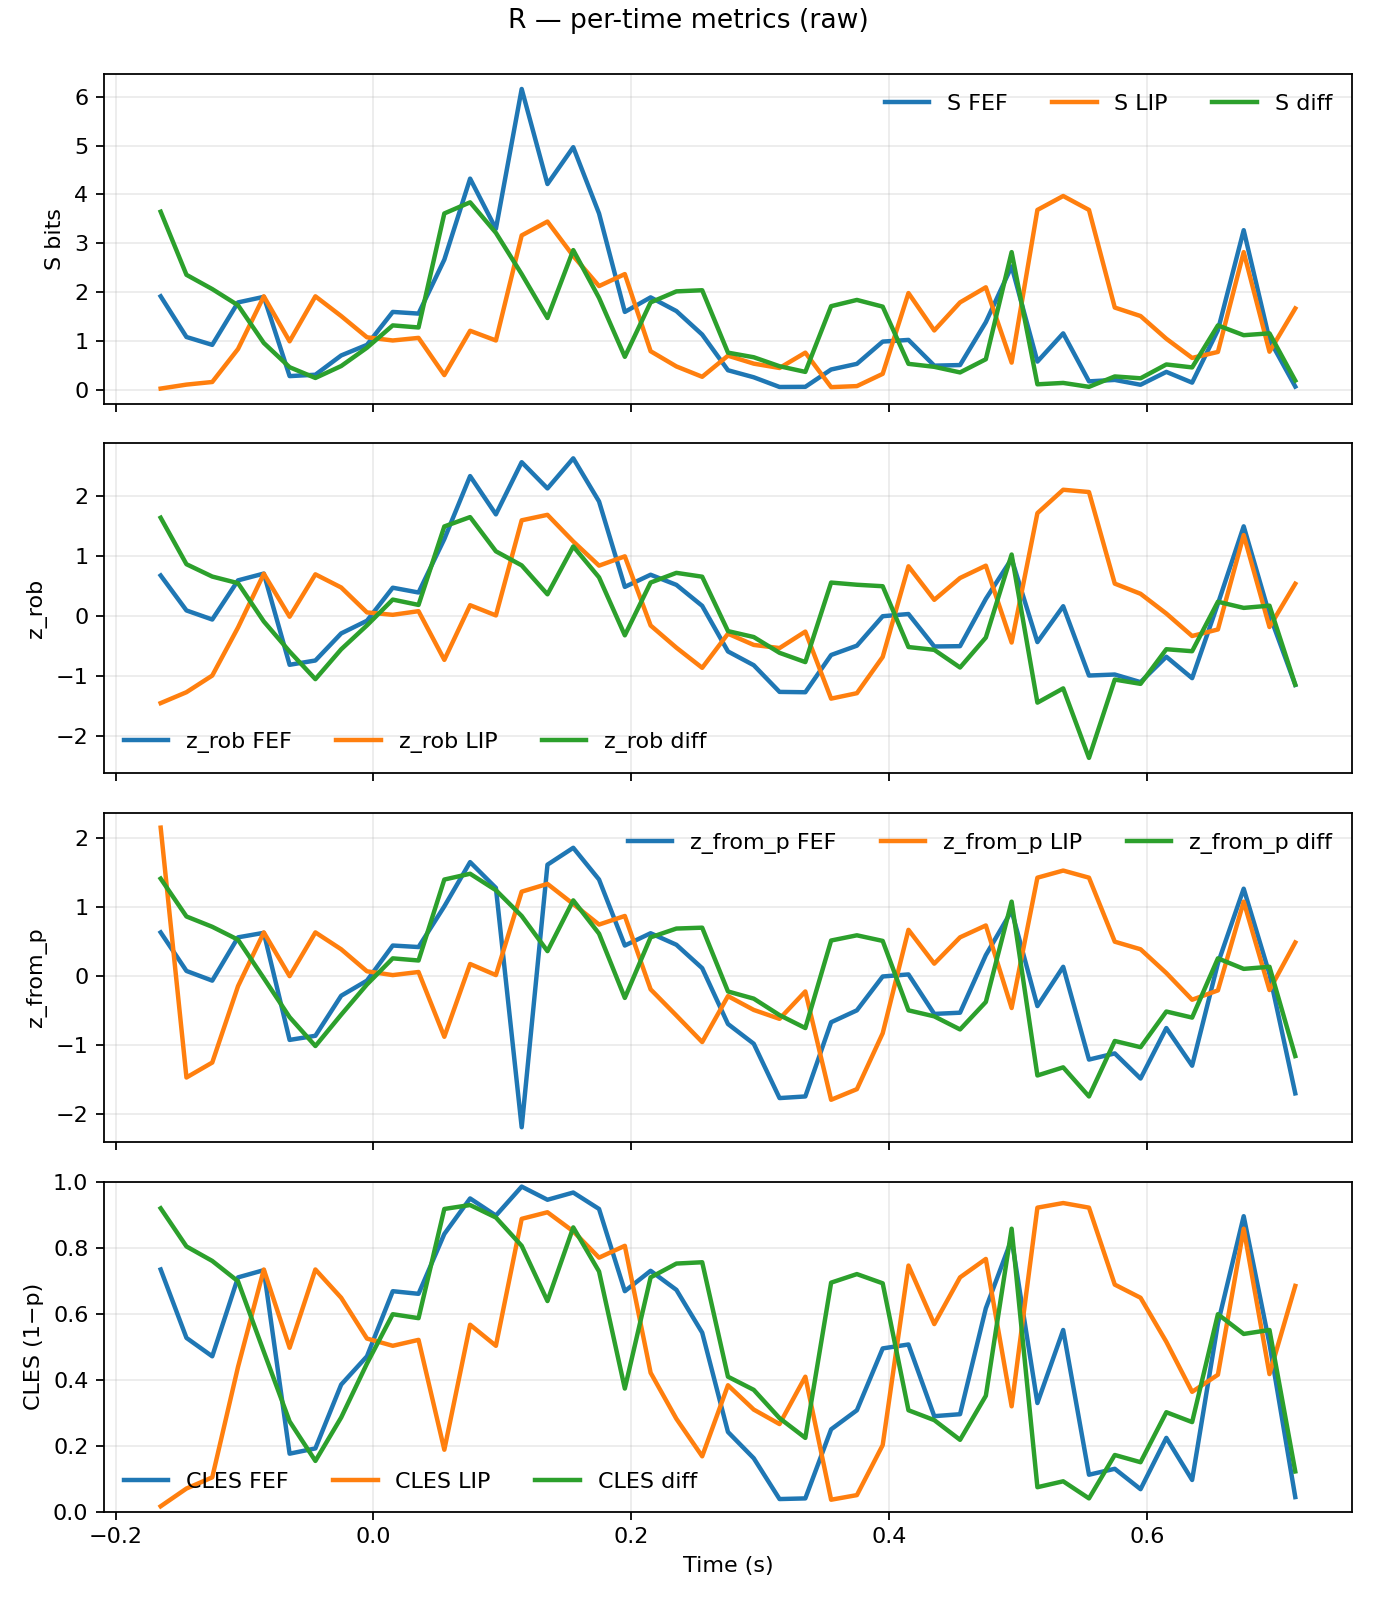 R — per-time metrics (raw)
S FEF S LIP S diff
S bits
6
5
4
3
2
1
0
z_rob
2
1
0
−1
−2
z_rob FEF z_rob LIP z_rob diff
z_from_p FEF z_from_p LIP z_from_p diff
z_from_p
2
1
0
−1
−2
CLES (1−p)
1.0
0.8
0.6
0.4
0.2
0.0
CLES FEF CLES LIP CLES diff
−0.2 0.0 0.2 0.4 0.6
Time (s)